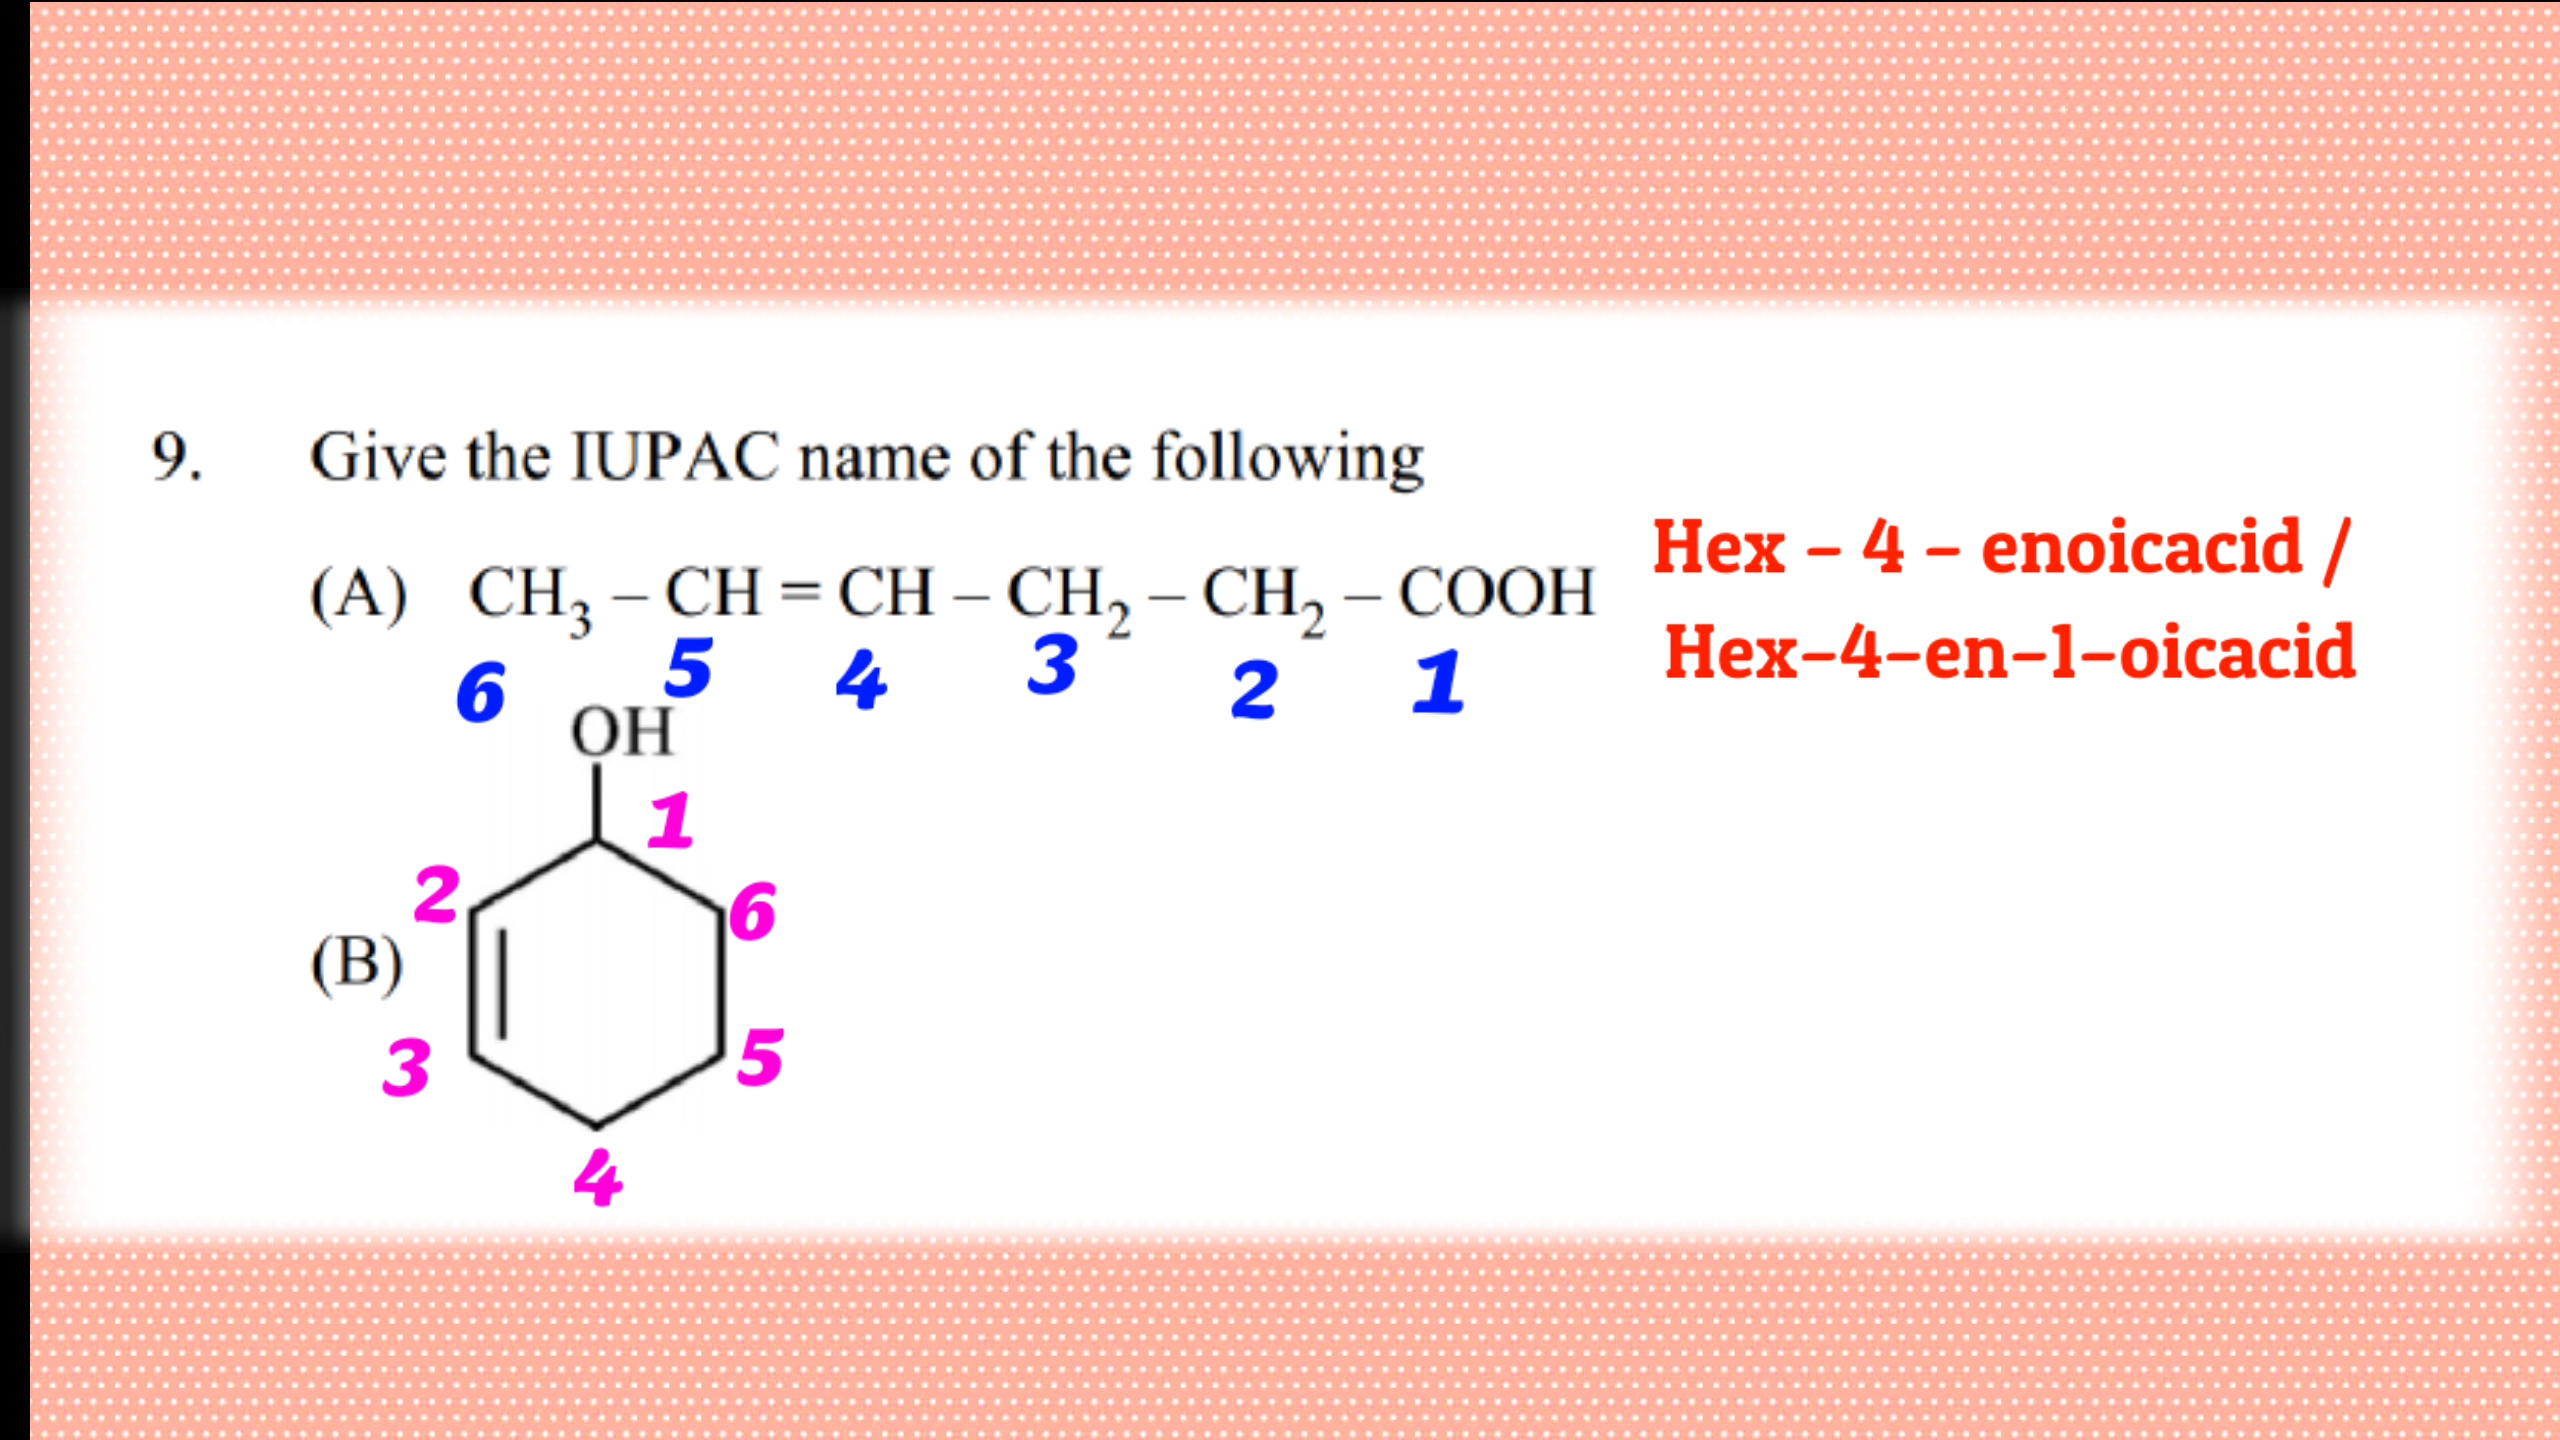 9. Give the IUPAC name of the following
(A) CH₃ – CH = CH – CH₂ – CH₂ – COOH
6 5 4 3 2 1
Hex – 4 – enoicacid /
Hex–4–en–1–oicacid
(B)
OH
1
2
6
3
5
4